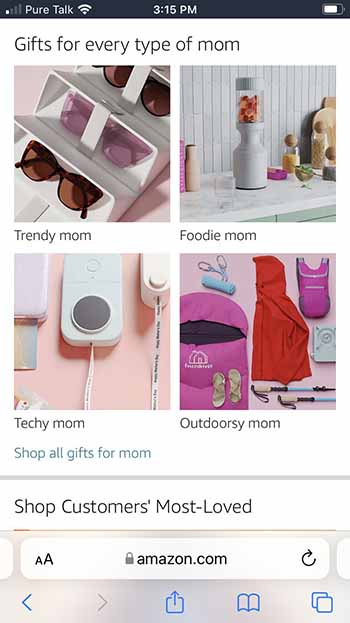 Pure Talk
3:15 PM
Gifts for every type of mom
Trendy mom
Foodie mom
Techy mom
Outdoorsy mom
Shop all gifts for mom
Shop Customers' Most-Loved
AA
amazon.com